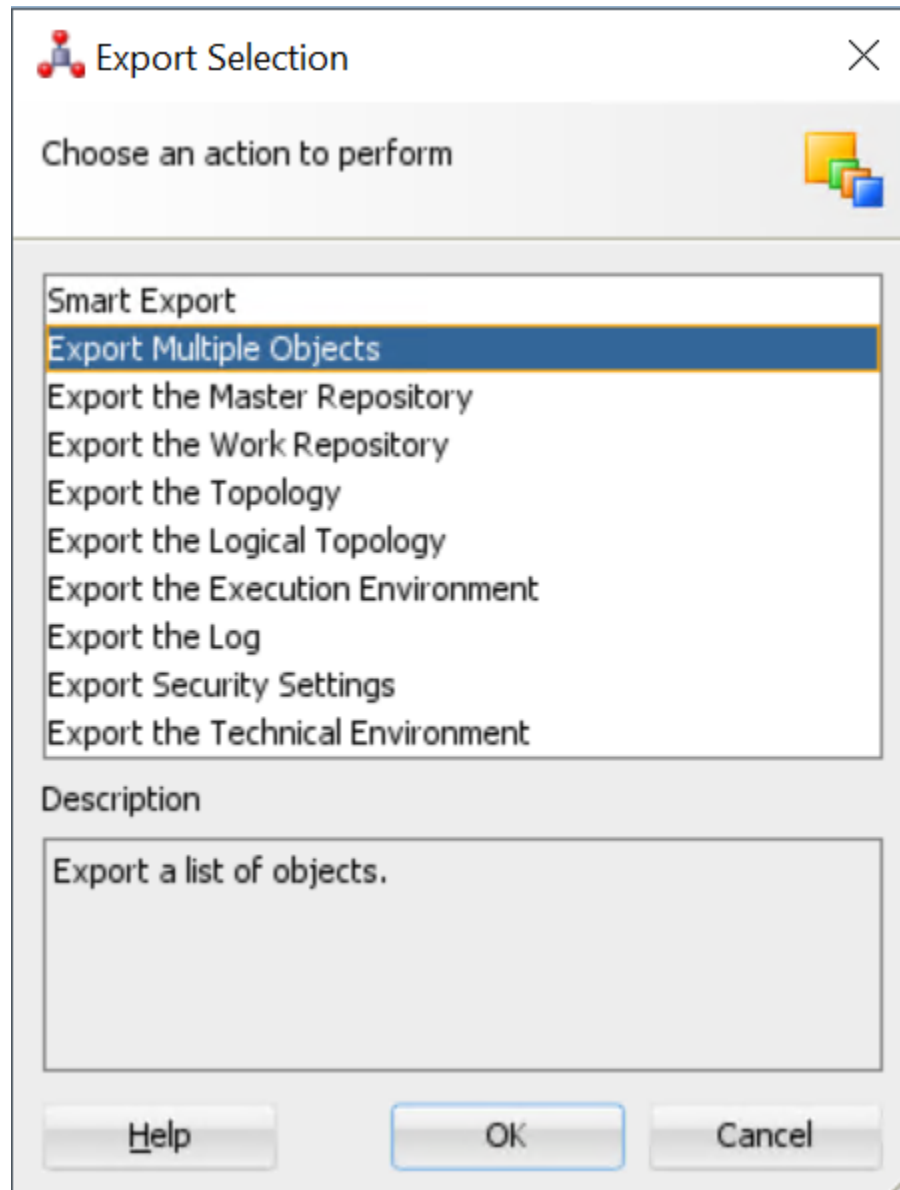 Export Selection
Choose an action to perform
Smart Export
Export Multiple Objects
Export the Master Repository
Export the Work Repository
Export the Topology
Export the Logical Topology
Export the Execution Environment
Export the Log
Export Security Settings
Export the Technical Environment
Description
Export a list of objects.
Help OK Cancel